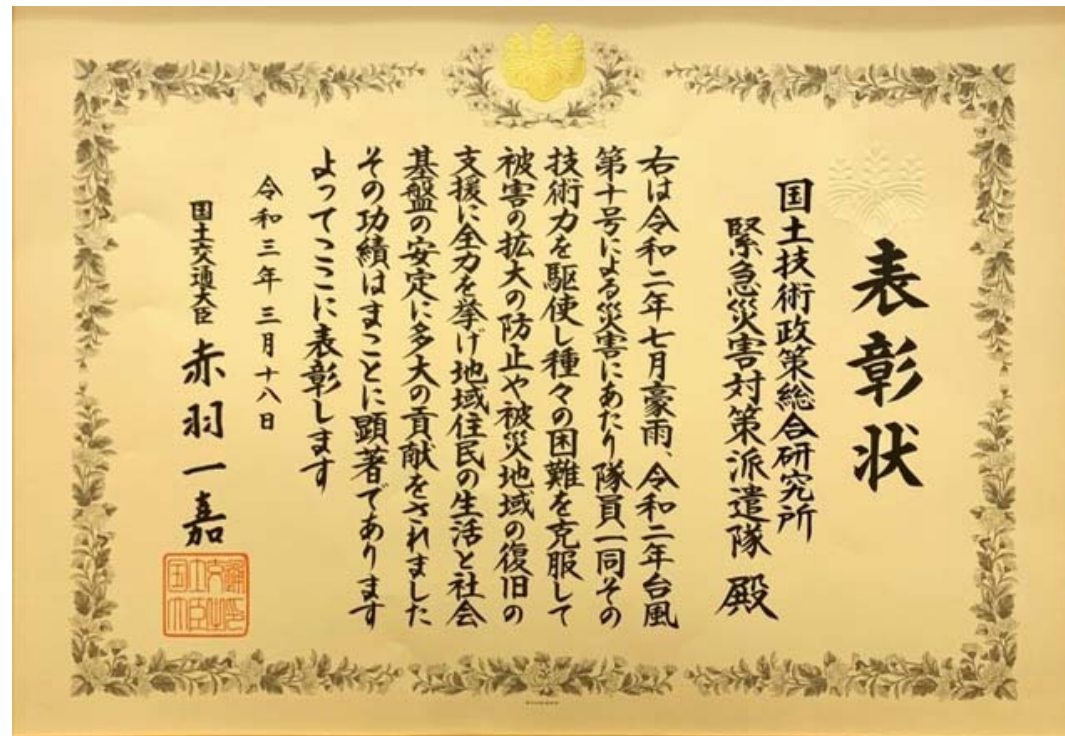 表彰状
国土技術政策総合研究所
緊急災害対策派遣隊 殿
右は令和二年七月豪雨、令和二年台風
第十号による災害にあたり隊員一同その
技術力を駆使し種々の困難を克服して
被害の拡大の防止や被災地域の復旧の
支援に全力を挙げ地域住民の生活と社会
基盤の安定に多大の貢献をされました
その功績はまことに顕著であります
よってここに表彰します
令和三年三月十八日
国土交通大臣 赤羽一嘉
国土交通大臣之印